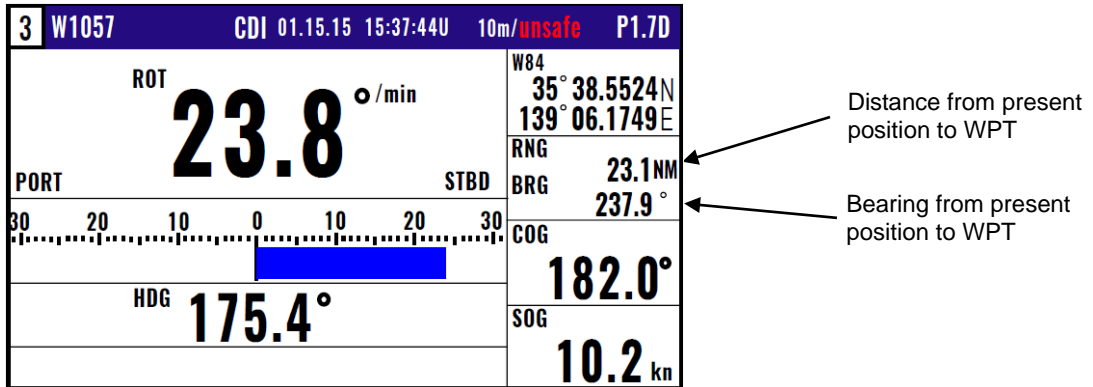 3 W1057 CDI 01.15.15 15:37:44U 10m/unsafe P1.7D
ROT 23.8°/min
PORT STBD
30 20 10 0 10 20 30
HDG 175.4°
W84
35°38.5524N
139°06.1749E
RNG 23.1NM
BRG 237.9°
COG
182.0°
SOG
10.2 kn
Distance from present
position to WPT
Bearing from present
position to WPT